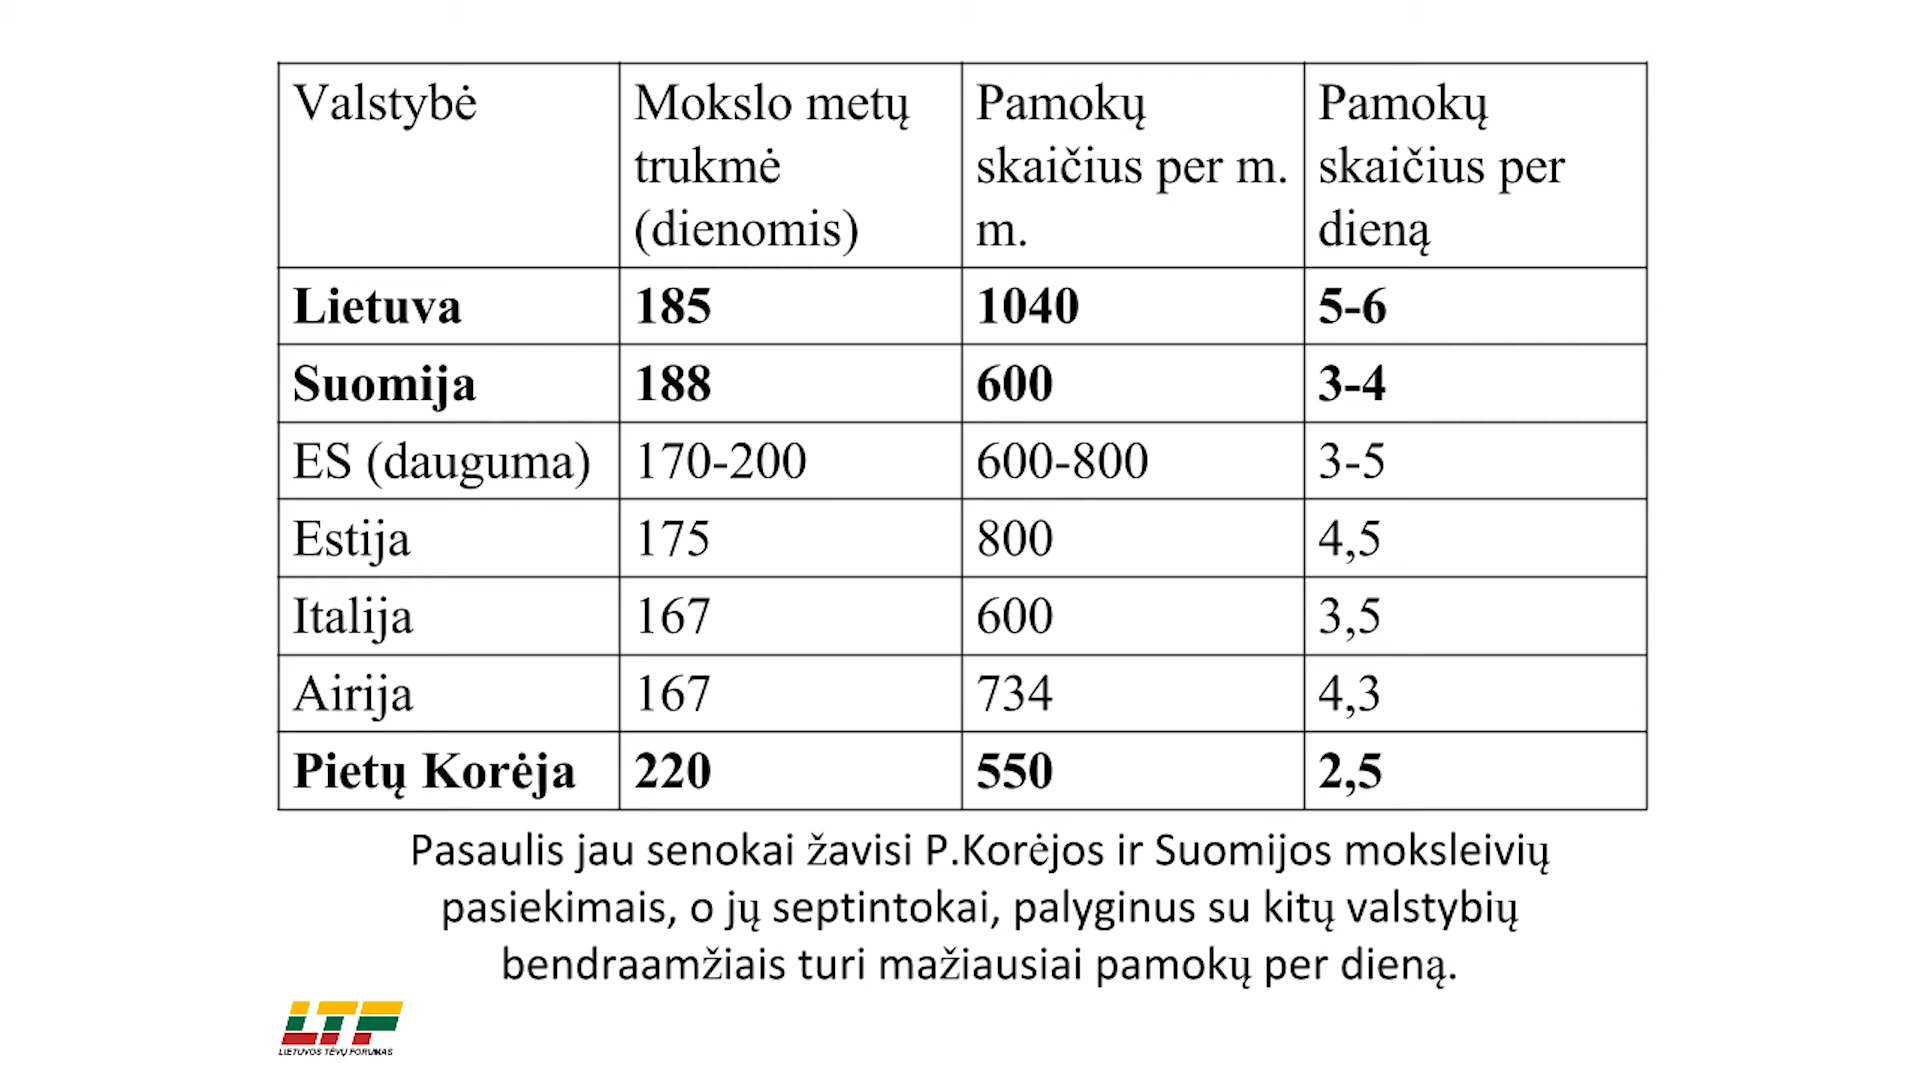 Valstybė
Mokslo metų trukmė (dienomis)
Pamokų skaičius per m. m.
Pamokų skaičius per dieną
Lietuva 185 1040 5-6
Suomija 188 600 3-4
ES (dauguma) 170-200 600-800 3-5
Estija 175 800 4,5
Italija 167 600 3,5
Airija 167 734 4,3
Pietų Korėja 220 550 2,5
Pasaulis jau senokai žavisi P.Korėjos ir Suomijos moksleivių
pasiekimais, o jų septintokai, palyginus su kitų valstybių
bendraamžiais turi mažiausiai pamokų per dieną.
LTF
LIETUVOS TĖVŲ FORUMAS